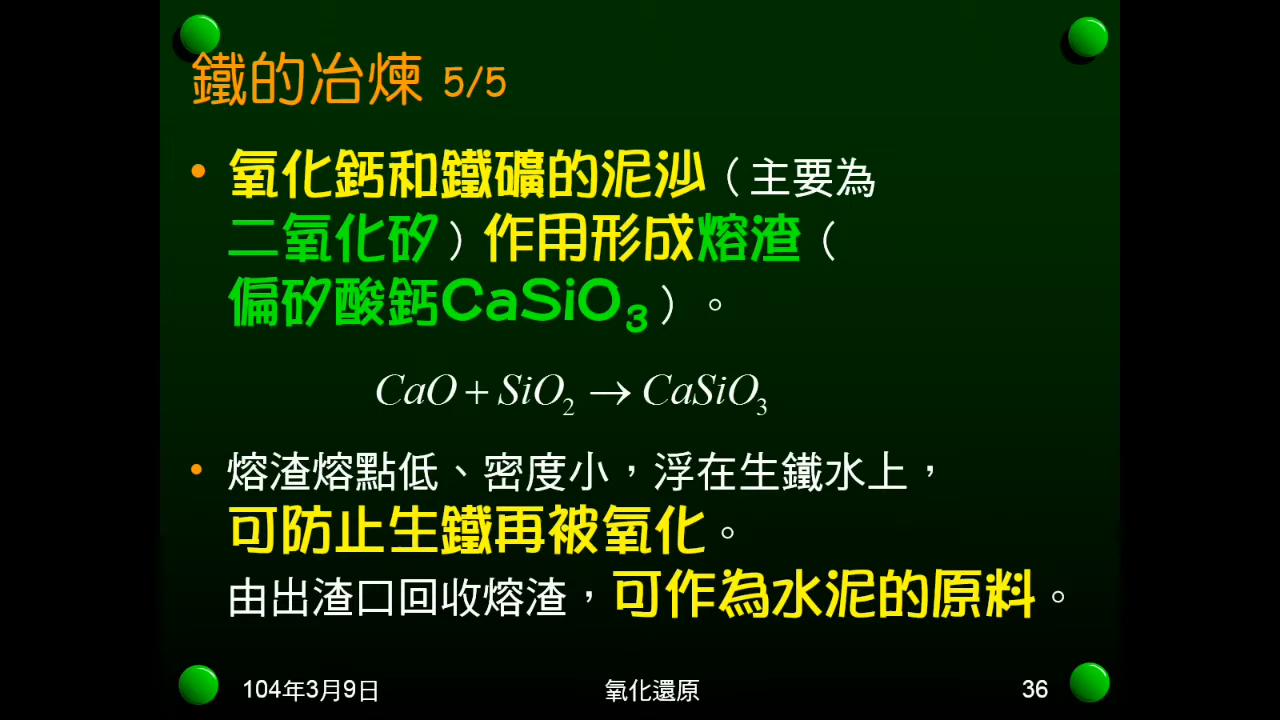 鐵的冶煉 5/5
• 氧化鈣和鐵礦的泥沙（主要為
二氧化矽）作用形成熔渣（
偏矽酸鈣CaSiO₃）。
CaO + SiO₂ → CaSiO₃
• 熔渣熔點低、密度小，浮在生鐵水上，
可防止生鐵再被氧化。
由出渣口回收熔渣，可作為水泥的原料。
104年3月9日 氧化還原 36